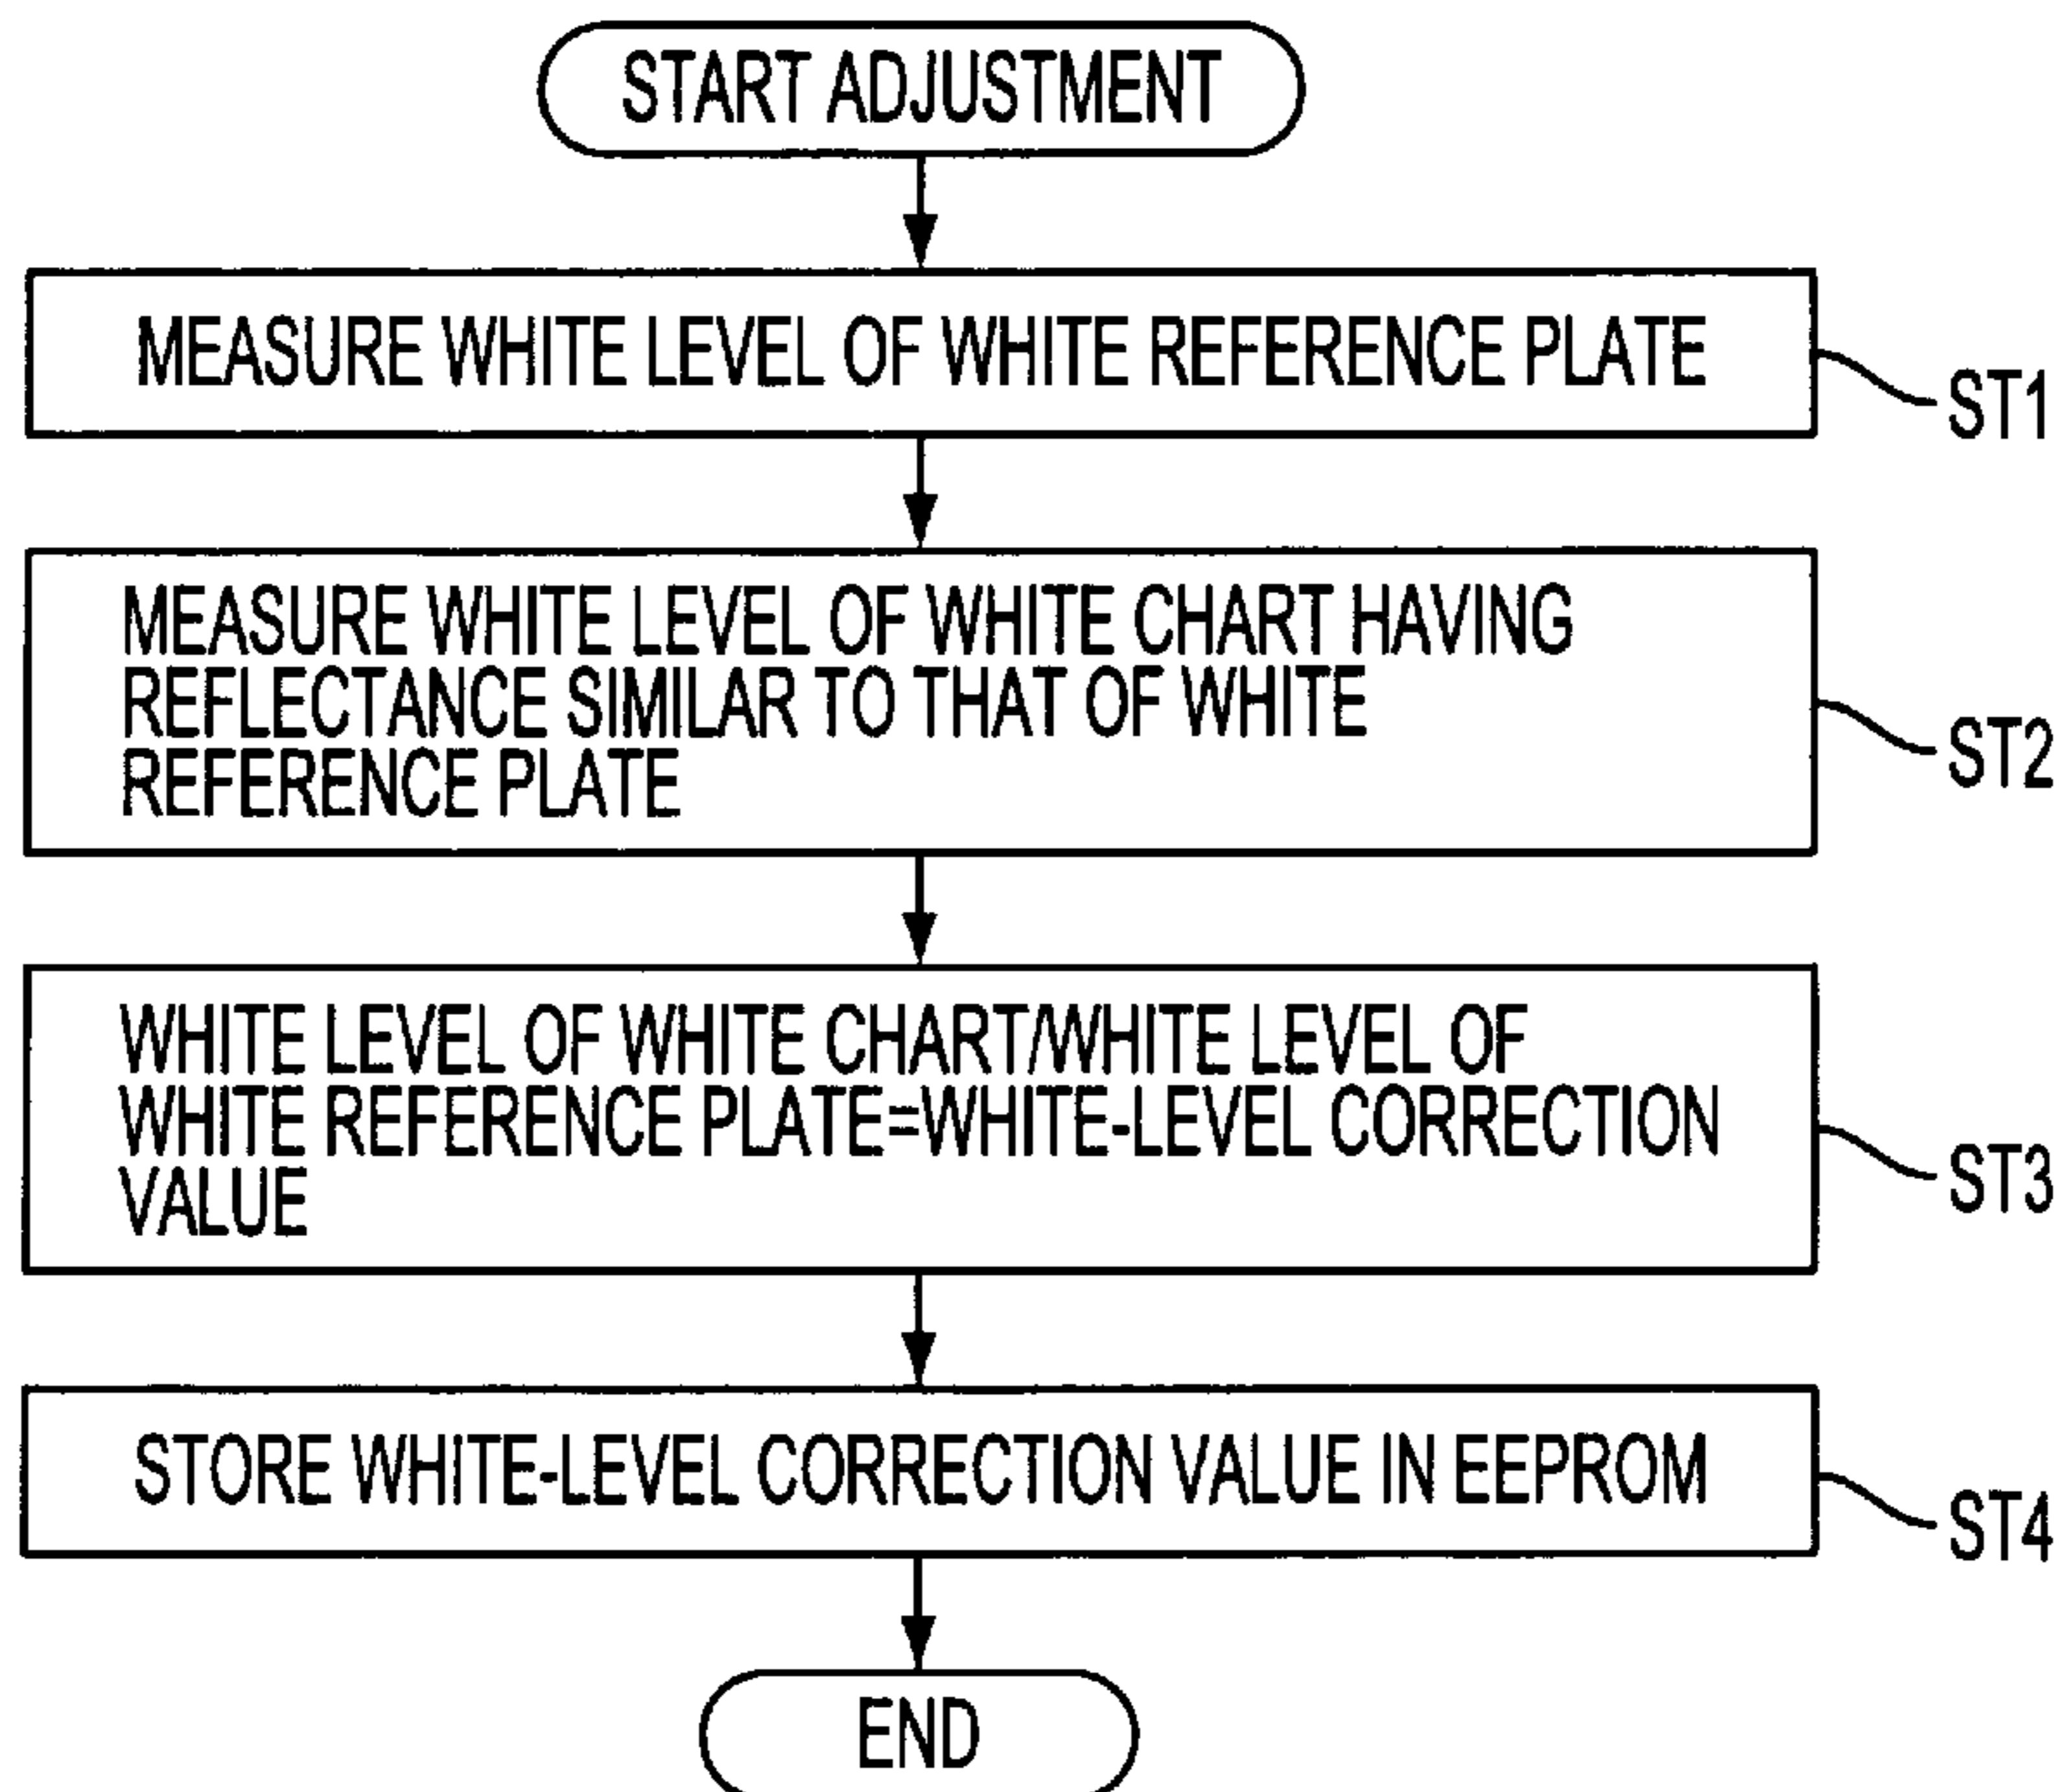 START ADJUSTMENT
MEASURE WHITE LEVEL OF WHITE REFERENCE PLATE
ST1
MEASURE WHITE LEVEL OF WHITE CHART HAVING
REFLECTANCE SIMILAR TO THAT OF WHITE
REFERENCE PLATE
ST2
WHITE LEVEL OF WHITE CHART/WHITE LEVEL OF
WHITE REFERENCE PLATE=WHITE-LEVEL CORRECTION
VALUE
ST3
STORE WHITE-LEVEL CORRECTION VALUE IN EEPROM
ST4
END